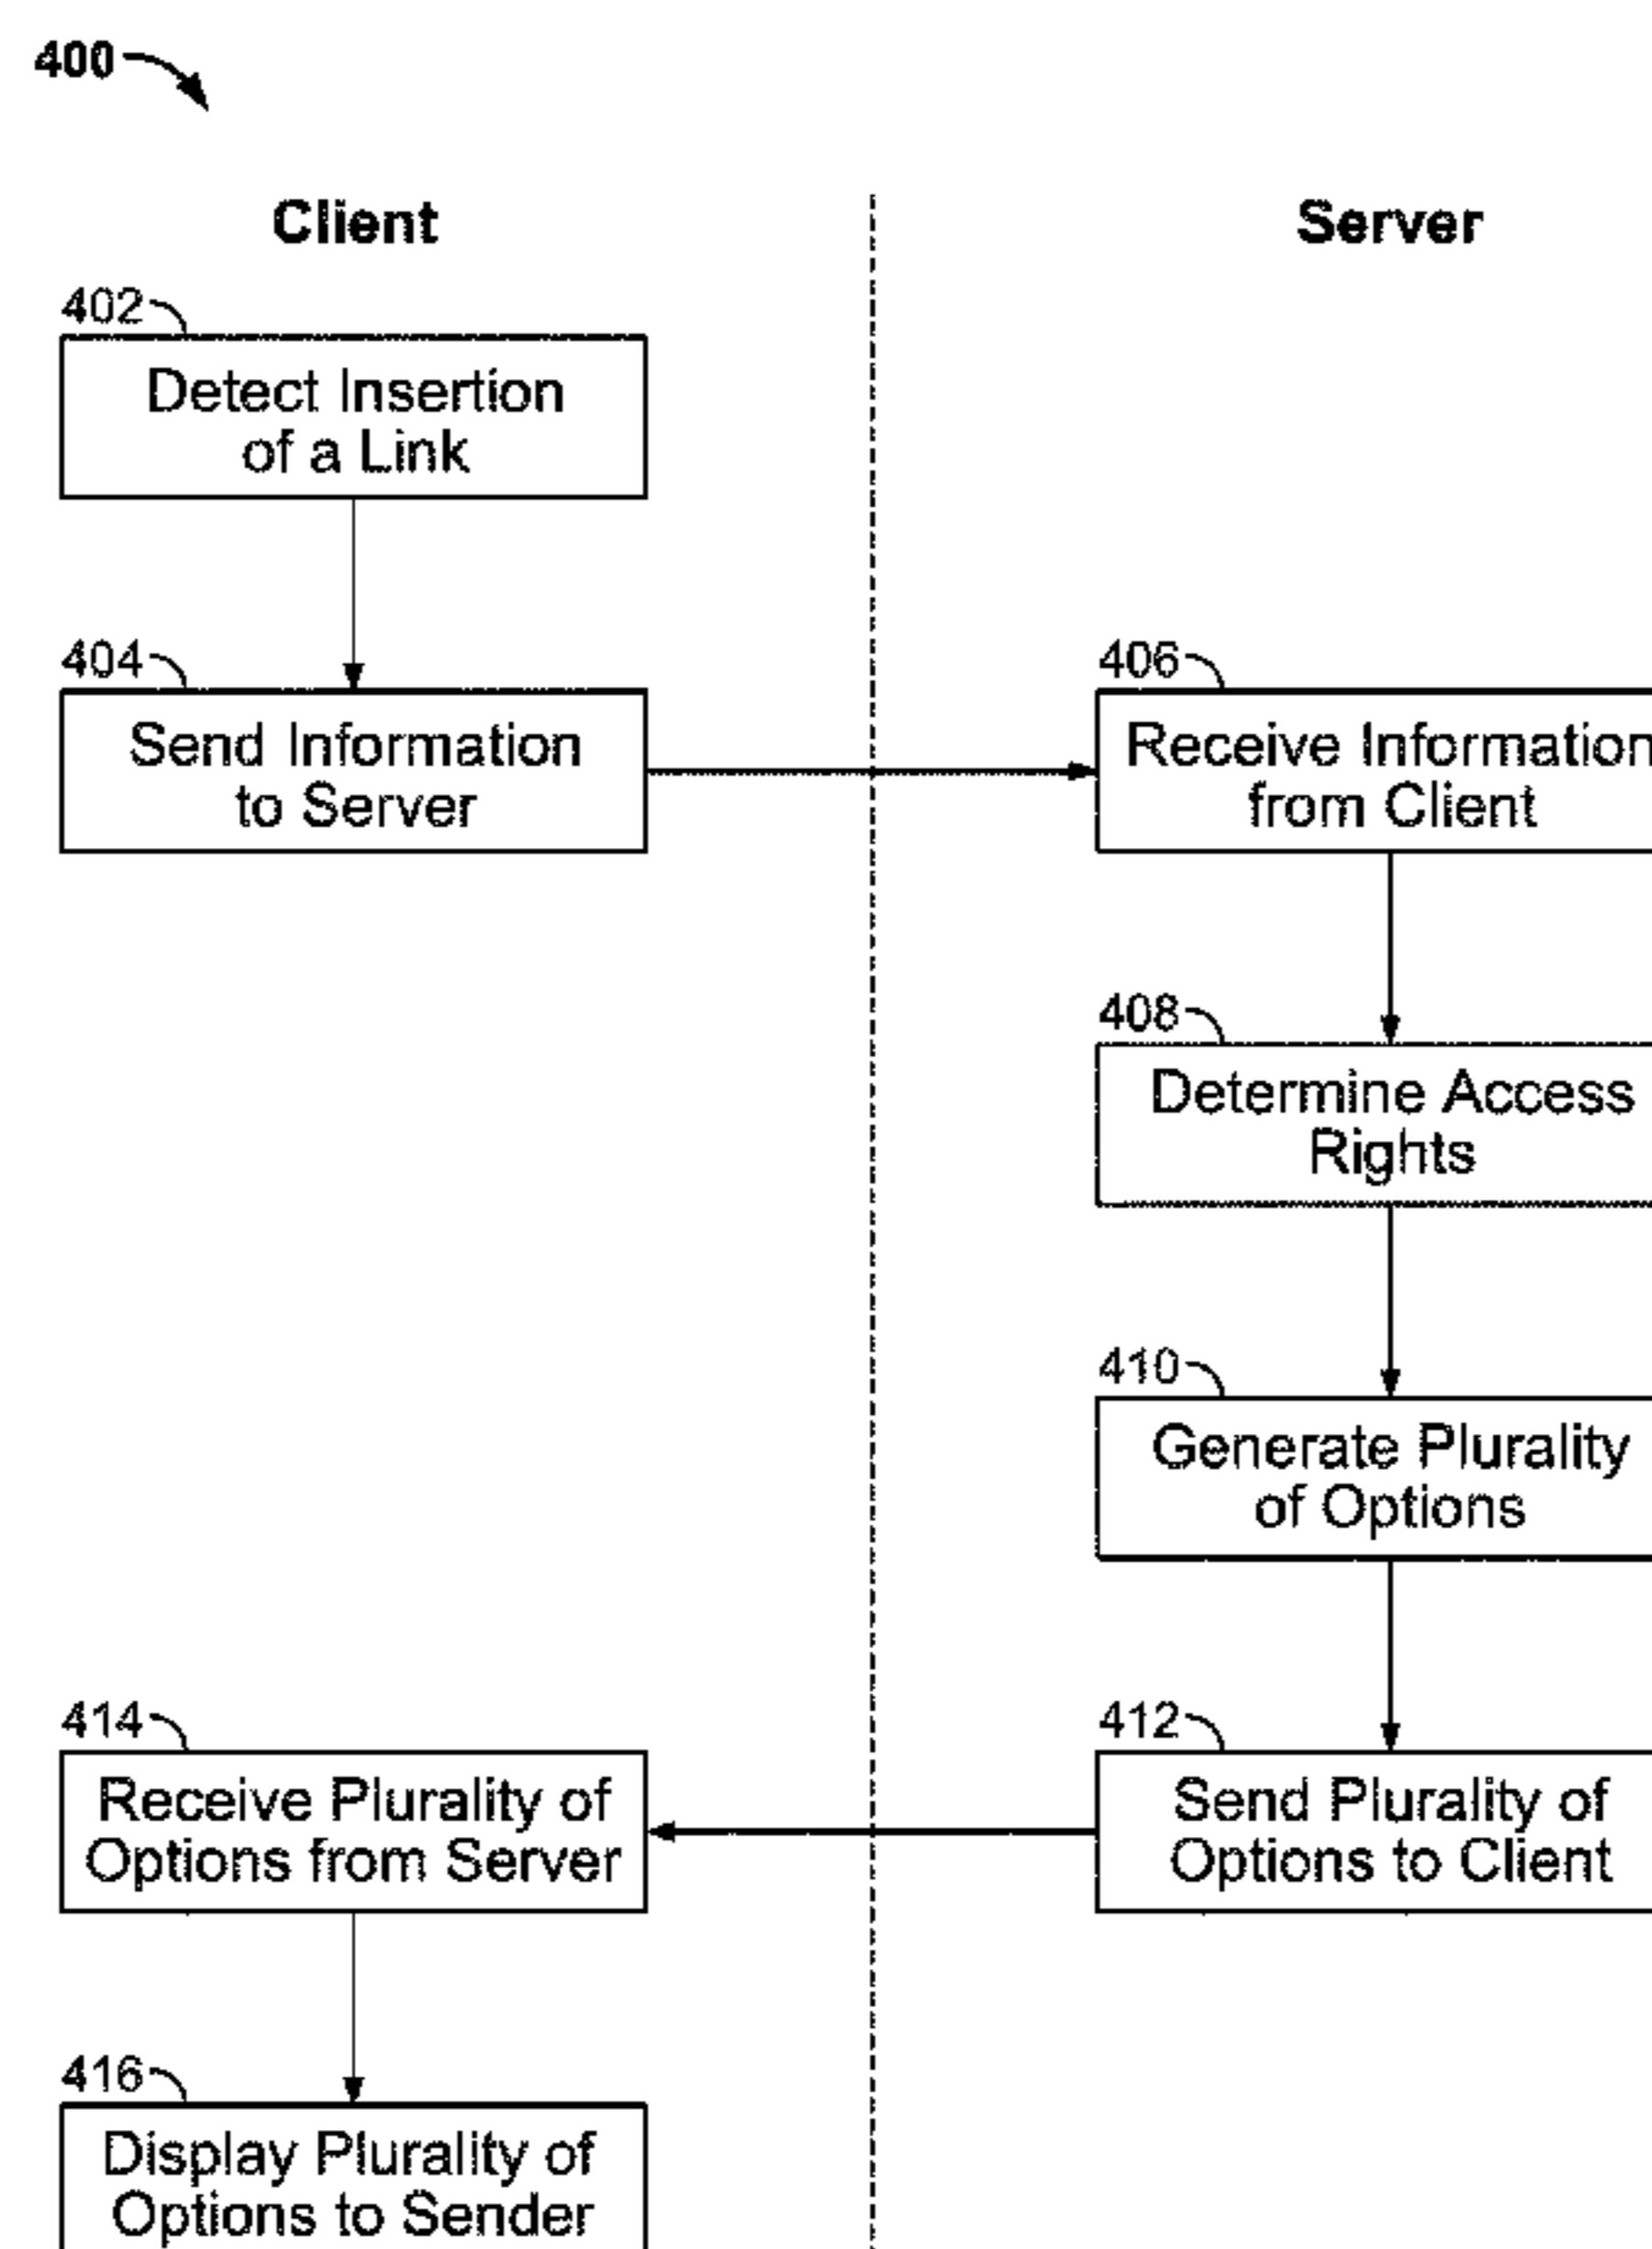 400
Client
Server
402
Detect Insertion
of a Link
404
Send Information
to Server
406
Receive Information
from Client
408
Determine Access
Rights
410
Generate Plurality
of Options
412
Send Plurality of
Options to Client
414
Receive Plurality of
Options from Server
416
Display Plurality of
Options to Sender